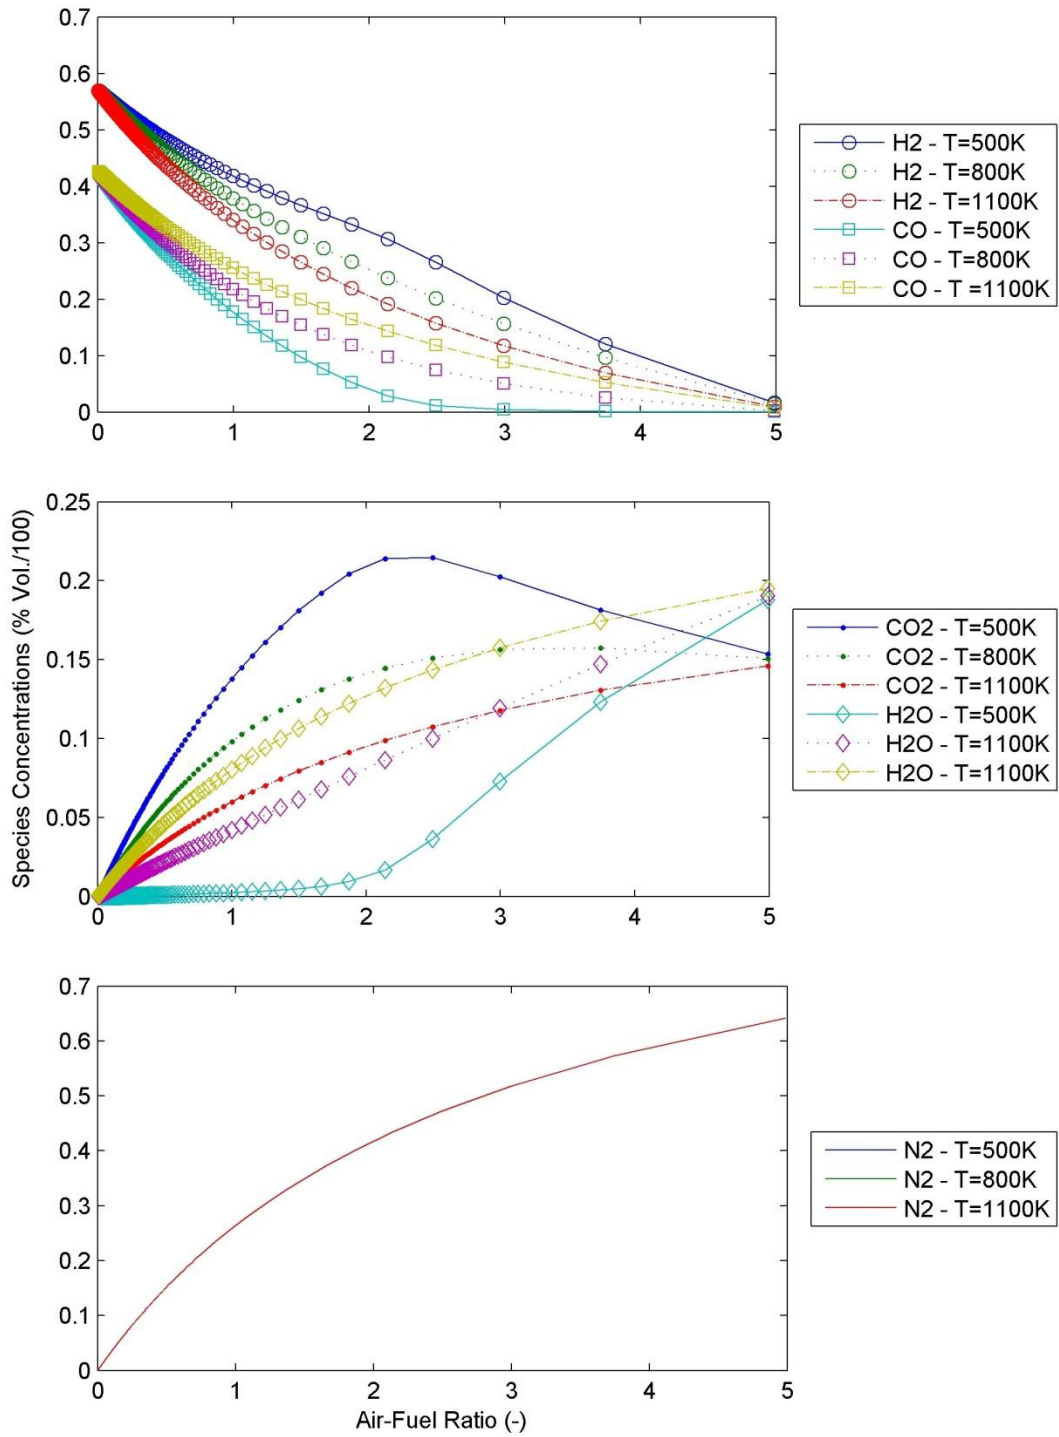 0.7
0.6
0.5
0.4
0.3
0.2
0.1
0
0 1 2 3 4 5
H2 - T=500K
H2 - T=800K
H2 - T=1100K
CO - T=500K
CO - T=800K
CO - T =1100K
Species Concentrations (% Vol./100)
0.25
0.20
0.15
0.1
0.05
0
0 1 2 3 4 5
CO2 - T=500K
CO2 - T=800K
CO2 - T=1100K
H2O - T=500K
H2O - T=1100K
H2O - T=1100K
0.7
0.6
0.5
0.4
0.3
0.2
0.1
0
0 1 2 3 4 5
Air-Fuel Ratio (-)
N2 - T=500K
N2 - T=800K
N2 - T=1100K